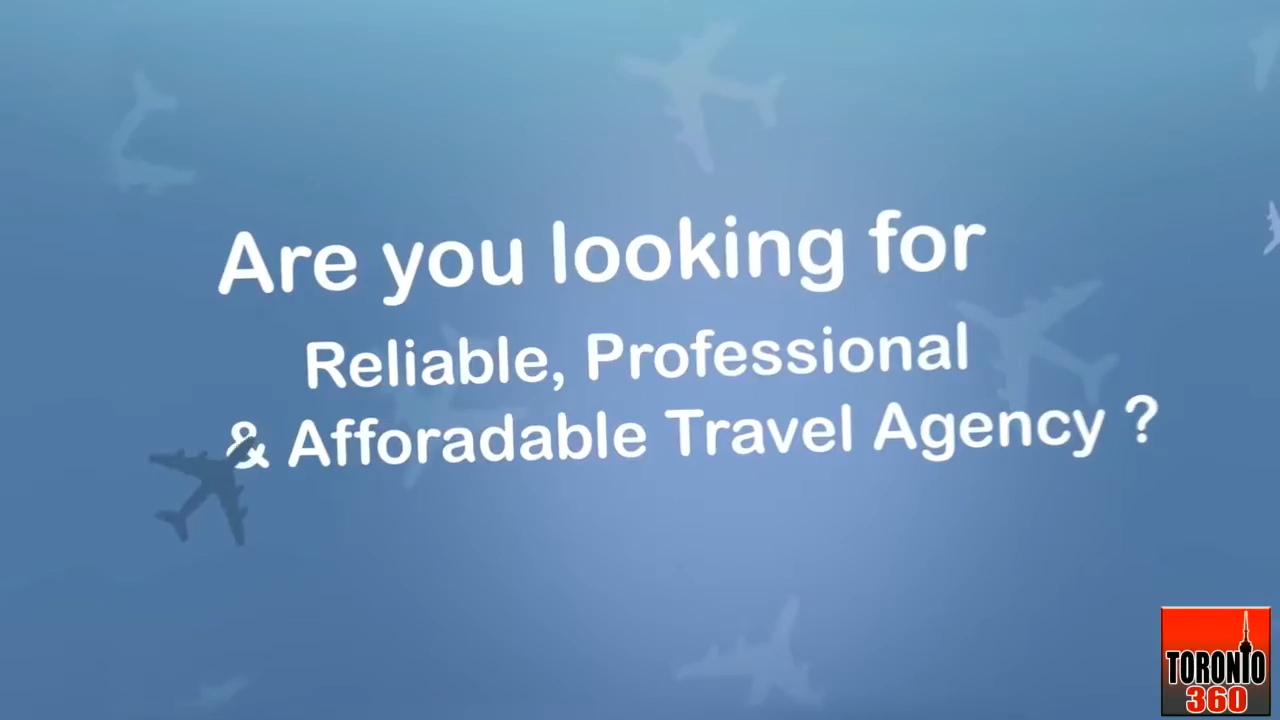 Are you looking for
Reliable, Professional
& Afforadable Travel Agency ?
TORONTO
360